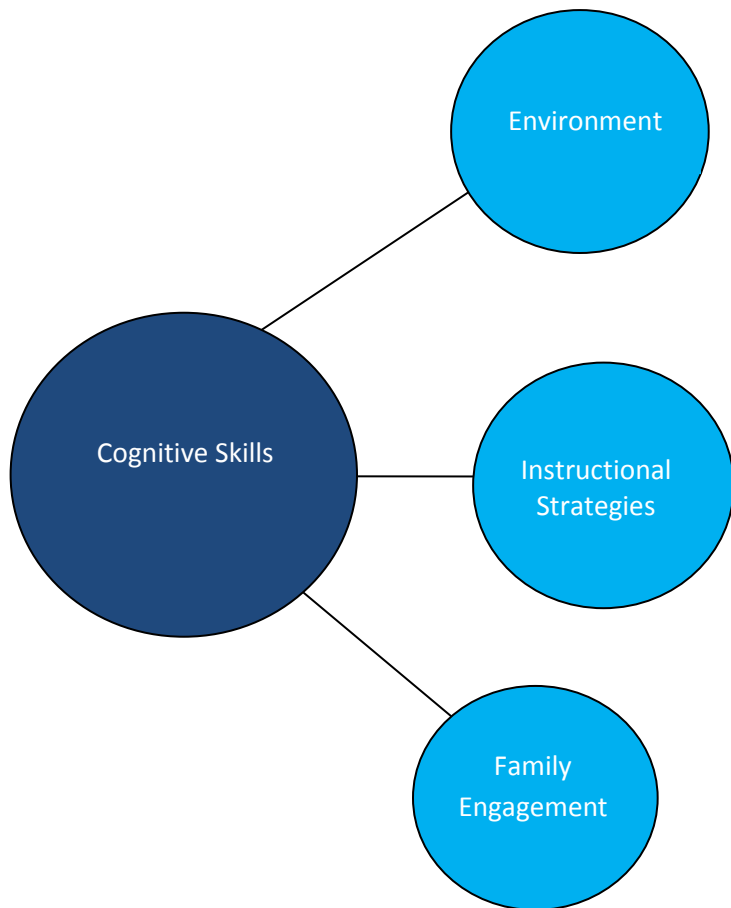 Environment
Cognitive Skills
Instructional
Strategies
Family
Engagement